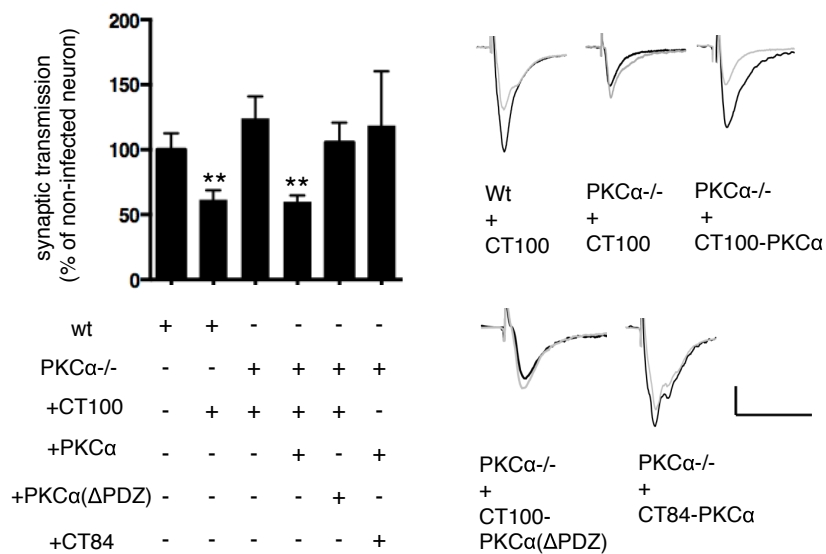 synaptic transmission
(% of non-infected neuron)
200
150
100
50
0
**
**
wt + + - - - -
PKCα-/- - - + + + +
+CT100 - + + + + -
+PKCα - - - + - +
+PKCα(ΔPDZ) - - - - + -
+CT84 - - - - - +
Wt
+
CT100
PKCα-/-
+
CT100
PKCα-/-
+
CT100-PKCα
PKCα-/-
+
CT100-
PKCα(ΔPDZ)
PKCα-/-
+
CT84-PKCα